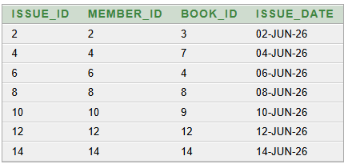 ISSUE_ID MEMBER_ID BOOK_ID ISSUE_DATE
2 2 3 02-JUN-26
4 4 7 04-JUN-26
6 6 4 06-JUN-26
8 8 8 08-JUN-26
10 10 9 10-JUN-26
12 12 12 12-JUN-26
14 14 14 14-JUN-26